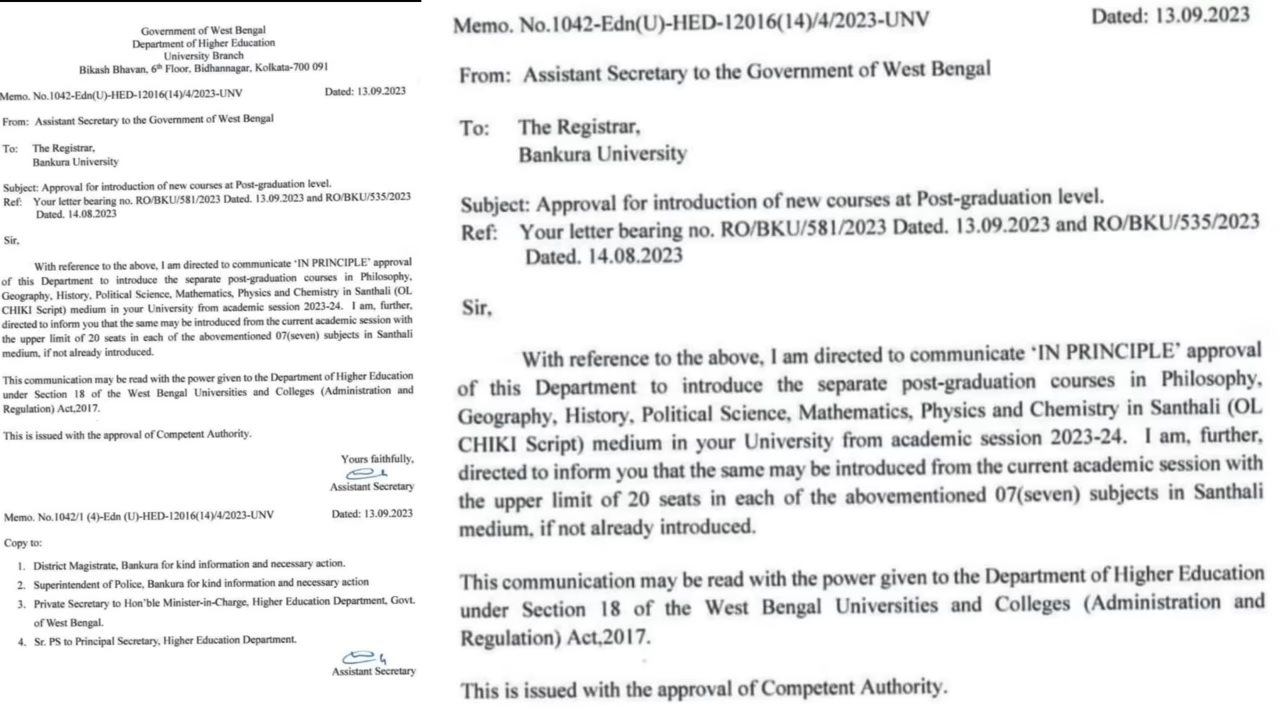 Government of West Bengal
Department of Higher Education
University Branch
Bikash Bhavan, 6th Floor, Bidhannagar, Kolkata-700 091
Memo. No.1042-Edn(U)-HED-12016(14)/4/2023-UNV Dated: 13.09.2023
From: Assistant Secretary to the Government of West Bengal
To: The Registrar,
Bankura University
Subject: Approval for introduction of new courses at Post-graduation level.
Ref: Your letter bearing no. RO/BKU/581/2023 Dated. 13.09.2023 and RO/BKU/535/2023
Dated. 14.08.2023
Sir,
With reference to the above, I am directed to communicate ‘IN PRINCIPLE’ approval
of this Department to introduce the separate post-graduation courses in Philosophy,
Geography, History, Political Science, Mathematics, Physics and Chemistry in Santhali (OL
CHIKI Script) medium in your University from academic session 2023-24. I am, further,
directed to inform you that the same may be introduced from the current academic session with
the upper limit of 20 seats in each of the abovementioned 07(seven) subjects in Santhali
medium, if not already introduced.
This communication may be read with the power given to the Department of Higher Education
under Section 18 of the West Bengal Universities and Colleges (Administration and
Regulation) Act,2017.
This is issued with the approval of Competent Authority.
Yours faithfully,
Assistant Secretary
Memo. No.1042/1 (4)-Edn (U)-HED-12016(14)/4/2023-UNV Dated: 13.09.2023
Copy to:
1. District Magistrate, Bankura for kind information and necessary action.
2. Superintendent of Police, Bankura for kind information and necessary action
3. Private Secretary to Hon'ble Minister-in-Charge, Higher Education Department, Govt.
of West Bengal.
4. Sr. PS to Principal Secretary, Higher Education Department.
Assistant Secretary
Memo. No.1042-Edn(U)-HED-12016(14)/4/2023-UNV Dated: 13.09.2023
From: Assistant Secretary to the Government of West Bengal
To: The Registrar,
Bankura University
Subject: Approval for introduction of new courses at Post-graduation level.
Ref: Your letter bearing no. RO/BKU/581/2023 Dated. 13.09.2023 and RO/BKU/535/2023
Dated. 14.08.2023
Sir,
With reference to the above, I am directed to communicate ‘IN PRINCIPLE’ approval
of this Department to introduce the separate post-graduation courses in Philosophy,
Geography, History, Political Science, Mathematics, Physics and Chemistry in Santhali (OL
CHIKI Script) medium in your University from academic session 2023-24. I am, further,
directed to inform you that the same may be introduced from the current academic session with
the upper limit of 20 seats in each of the abovementioned 07(seven) subjects in Santhali
medium, if not already introduced.
This communication may be read with the power given to the Department of Higher Education
under Section 18 of the West Bengal Universities and Colleges (Administration and
Regulation) Act,2017.
This is issued with the approval of Competent Authority.